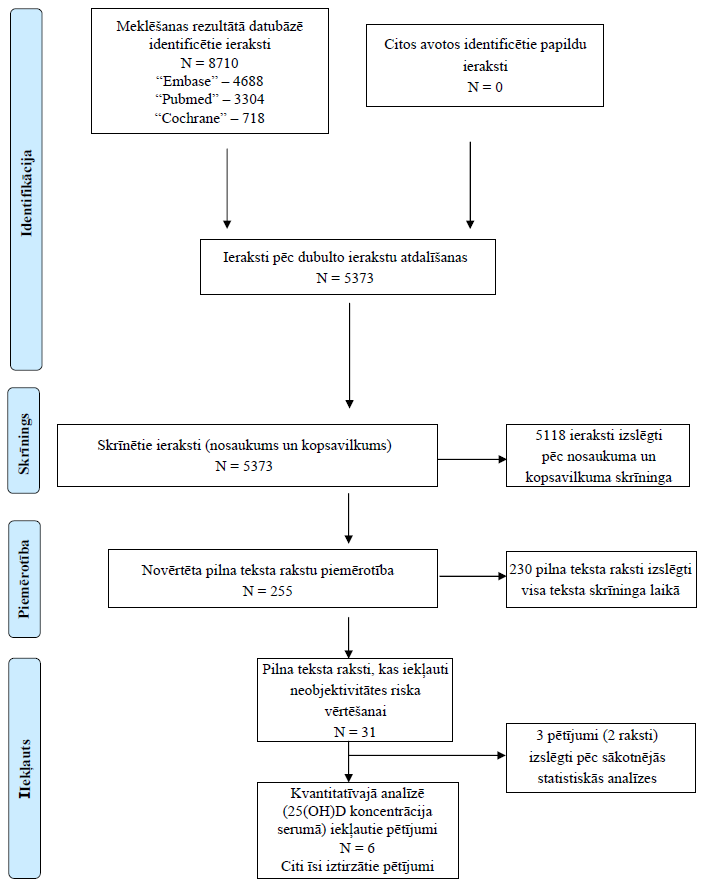 Meklēšanas rezultātā datubāzē
identificētie ieraksti
N = 8710
“Embase” – 4688
“Pubmed” – 3304
“Cochrane” – 718
Citos avotos identificētie papildu
ieraksti
N = 0
Identifikācija
Ieraksti pēc dubulto ierakstu atdalīšanas
N = 5373
Skrīnings
Skrīnētie ieraksti (nosaukums un kopsavilkums)
N = 5373
5118 ieraksti izslēgti
pēc nosaukuma un
kopsavilkuma skrīninga
Piemērotība
Novērtēta pilna teksta rakstu piemērotība
N = 255
230 pilna teksta raksti izslēgti
visa teksta skrīninga laikā
IIekļauts
Pilna teksta raksti, kas iekļauti
neobjektivitātes riska
vērtēšanai
N = 31
3 pētījumi (2 raksti)
izslēgti pēc sākotnējās
statistiskās analīzes
Kvantitatīvajā analīzē
(25(OH)D koncentrācija
serumā) iekļautie pētījumi
N = 6
Citi īsi iztirzātie pētījumi